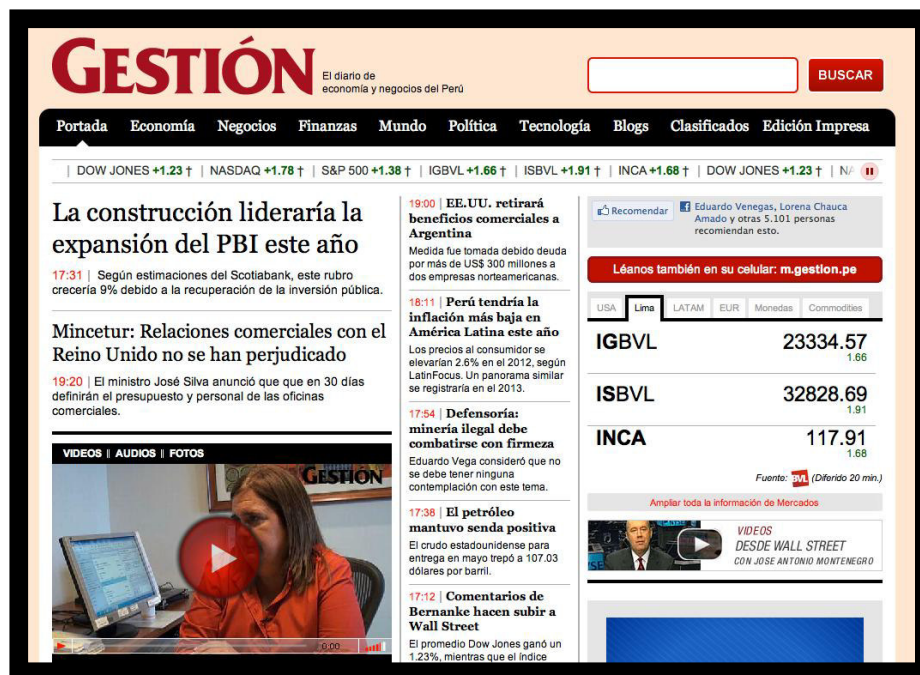 GESTIÓN
El diario de
economía y negocios del Perú
BUSCAR
Portada Economía Negocios Finanzas Mundo Política Tecnología Blogs Clasificados Edición Impresa
| DOW JONES +1.23 † | NASDAQ +1.78 † | S&P 500 +1.38 † | IGBVL +1.66 † | ISBVL +1.91 † | INCA +1.68 † | DOW JONES +1.23 † | NA
La construcción lideraría la
expansión del PBI este año
17:31 | Según estimaciones del Scotiabank, este rubro
crecería 9% debido a la recuperación de la inversión pública.
Mincetur: Relaciones comerciales con el
Reino Unido no se han perjudicado
19:20 | El ministro José Silva anunció que que en 30 días
definirán el presupuesto y personal de las oficinas
comerciales.
VIDEOS || AUDIOS || FOTOS
GESTIÓN
0:00
19:00 | EE.UU. retirará
beneficios comerciales a
Argentina
Medida fue tomada debido deuda
por más de US$ 300 millones a
dos empresas norteamericanas.
18:11 | Perú tendría la
inflación más baja en
América Latina este año
Los precios al consumidor se
elevarían 2.6% en el 2012, según
LatinFocus. Un panorama similar
se registraría en el 2013.
17:54 | Defensoría:
minería ilegal debe
combatirse con firmeza
Eduardo Vega consideró que no
se debe tener ninguna
contemplación con este tema.
17:38 | El petróleo
mantuvo senda positiva
El crudo estadounidense para
entrega en mayo trepó a 107.03
dólares por barril.
17:12 | Comentarios de
Bernanke hacen subir a
Wall Street
El promedio Dow Jones ganó un
1.23%, mientras que el índice
Recomendar
Eduardo Venegas, Lorena Chauca
Amado y otras 5.101 personas
recomiendan esto.
Léanos también en su celular: m.gestion.pe
USA Lima LATAM EUR Monedas Commodities
IGBVL 23334.57
1.66
ISBVL 32828.69
1.91
INCA 117.91
1.68
Fuente: BVL (Diferido 20 min.)
Ampliar toda la información de Mercados
VIDEOS
DESDE WALL STREET
CON JOSE ANTONIO MONTENEGRO